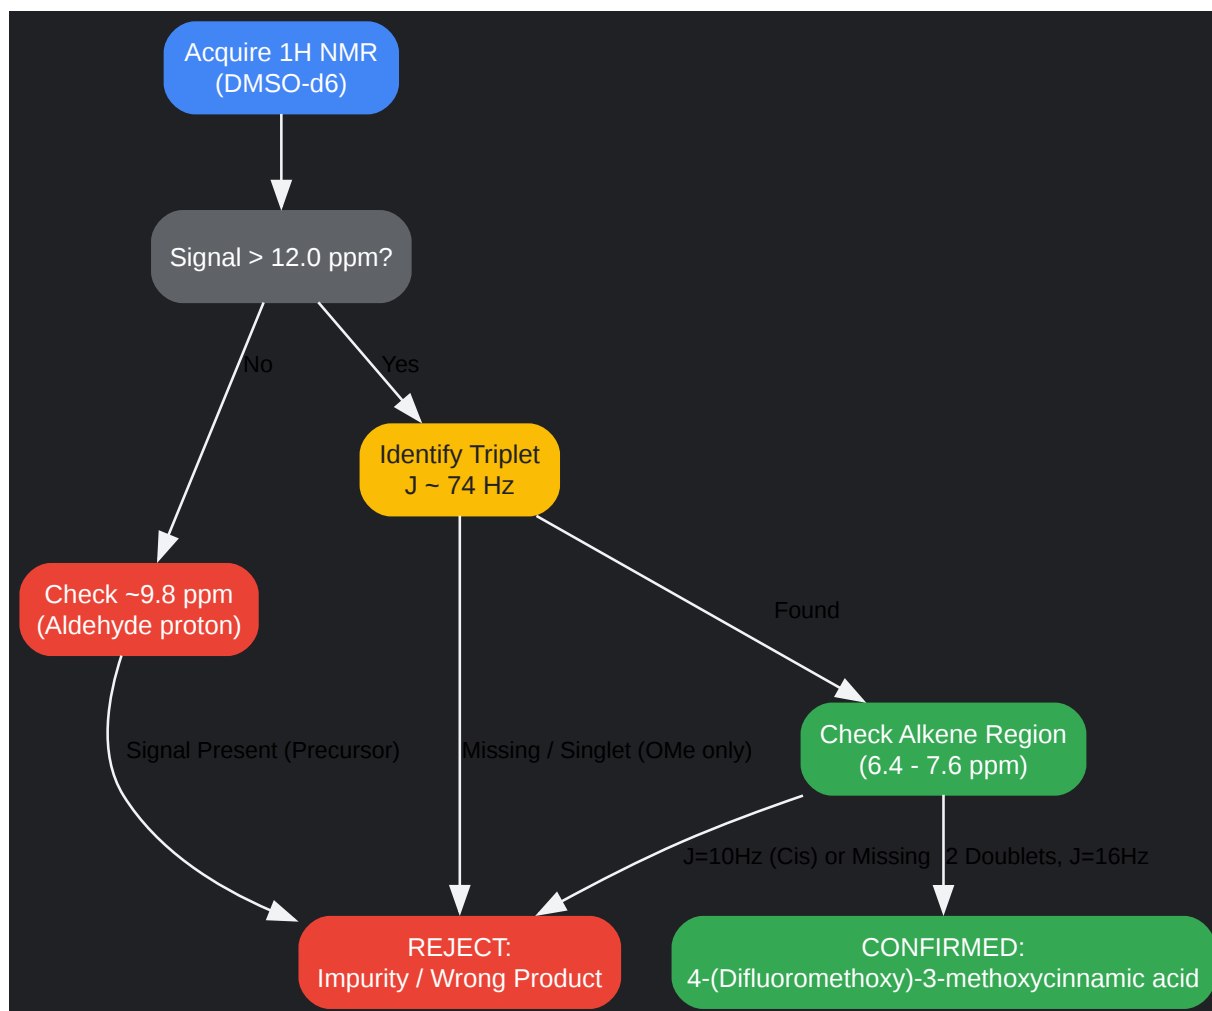 Acquire 1H NMR
(DMSO-d6)
Signal > 12.0 ppm?
No
Yes
Identify Triplet
J ~ 74 Hz
Check ~9.8 ppm
(Aldehyde proton)
Found
Check Alkene Region
(6.4 - 7.6 ppm)
Signal Present (Precursor)
Missing / Singlet (OMe only)
J=10Hz (Cis) or Missing
2 Doublets, J=16Hz
REJECT:
Impurity / Wrong Product
CONFIRMED:
4-(Difluoromethoxy)-3-methoxycinnamic acid